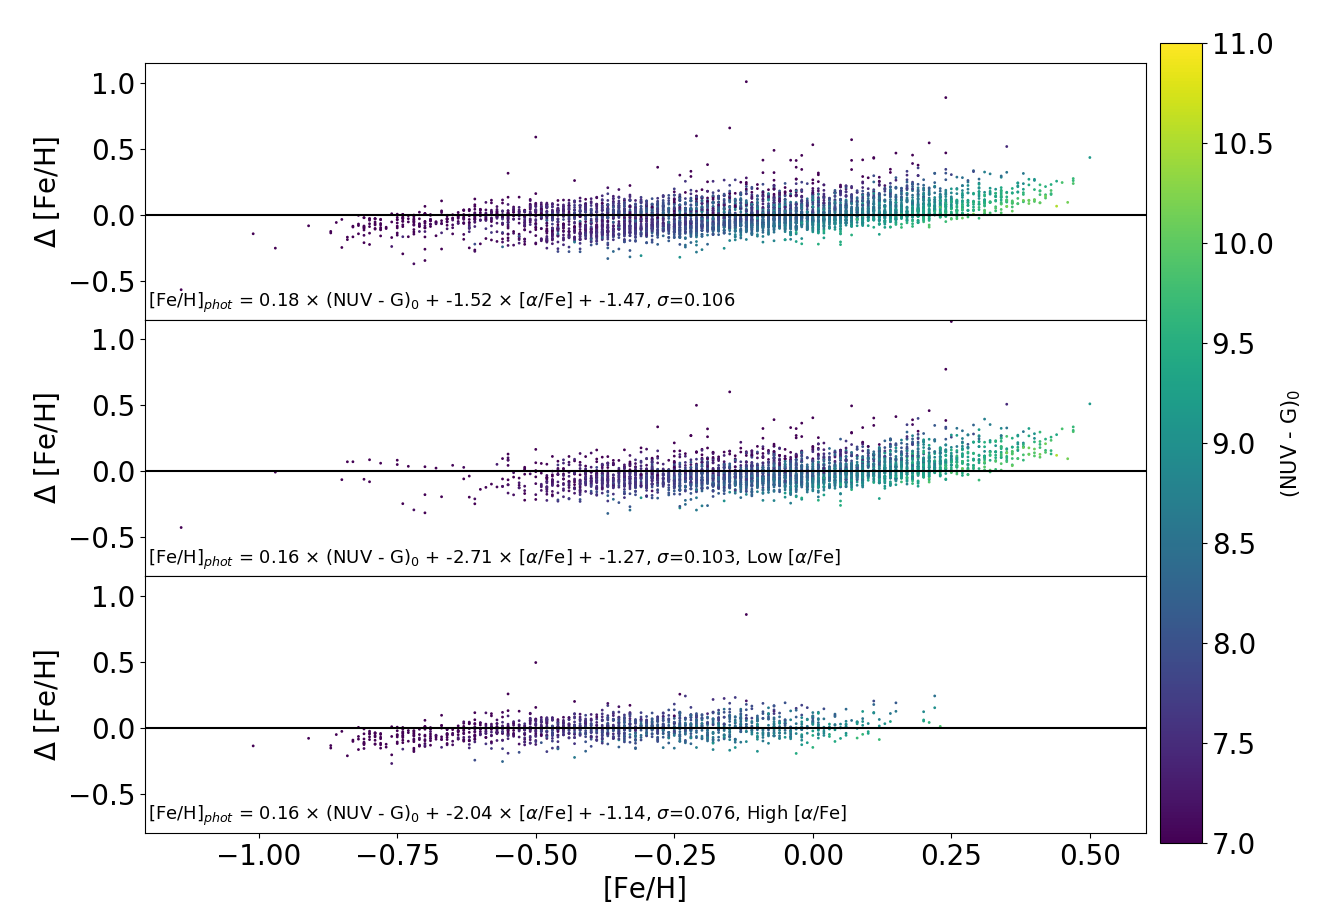 1.0
0.5
0.0
−0.5
Δ [Fe/H]
[Fe/H]phot = 0.18 × (NUV - G)0 + -1.52 × [α/Fe] + -1.47, σ=0.106
1.0
0.5
0.0
−0.5
Δ [Fe/H]
[Fe/H]phot = 0.16 × (NUV - G)0 + -2.71 × [α/Fe] + -1.27, σ=0.103, Low [α/Fe]
1.0
0.5
0.0
−0.5
Δ [Fe/H]
[Fe/H]phot = 0.16 × (NUV - G)0 + -2.04 × [α/Fe] + -1.14, σ=0.076, High [α/Fe]
−1.00 −0.75 −0.50 −0.25 0.00 0.25 0.50
[Fe/H]
11.0
10.5
10.0
9.5
9.0
8.5
8.0
7.5
7.0
(NUV - G)0